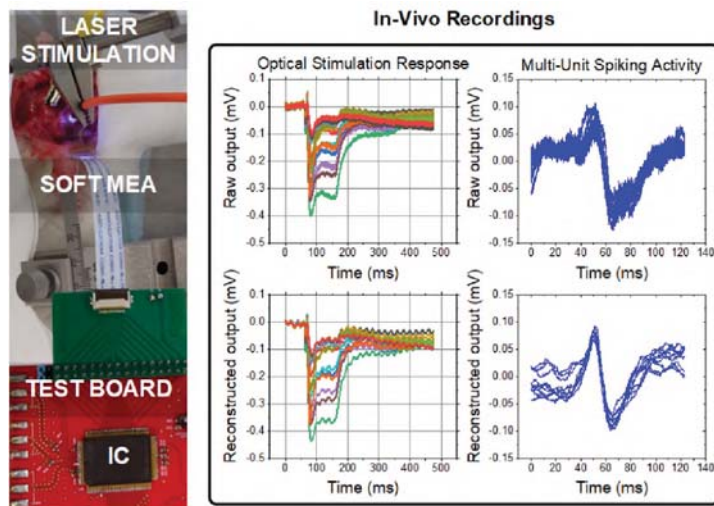 LASER
STIMULATION
SOFT MEA
TEST BOARD
IC
In-Vivo Recordings
Optical Stimulation Response
0.1
0.0
-0.1
-0.2
-0.3
-0.4
-0.5
Raw output (mV)
0 100 200 300 400 500
Time (ms)
Multi-Unit Spiking Activity
0.15
0.10
0.05
0.00
-0.05
-0.10
-0.15
Raw output (mV)
0 20 40 60 80 100 120
Time (ms)
0.1
0.0
-0.1
-0.2
-0.3
-0.4
-0.5
Reconstructed output (mV)
0 100 200 300 400 500
Time (ms)
0.15
0.10
0.05
0.00
-0.05
-0.10
-0.15
Reconstructed output (mV)
0 20 40 60 80 100 120
Time (ms)